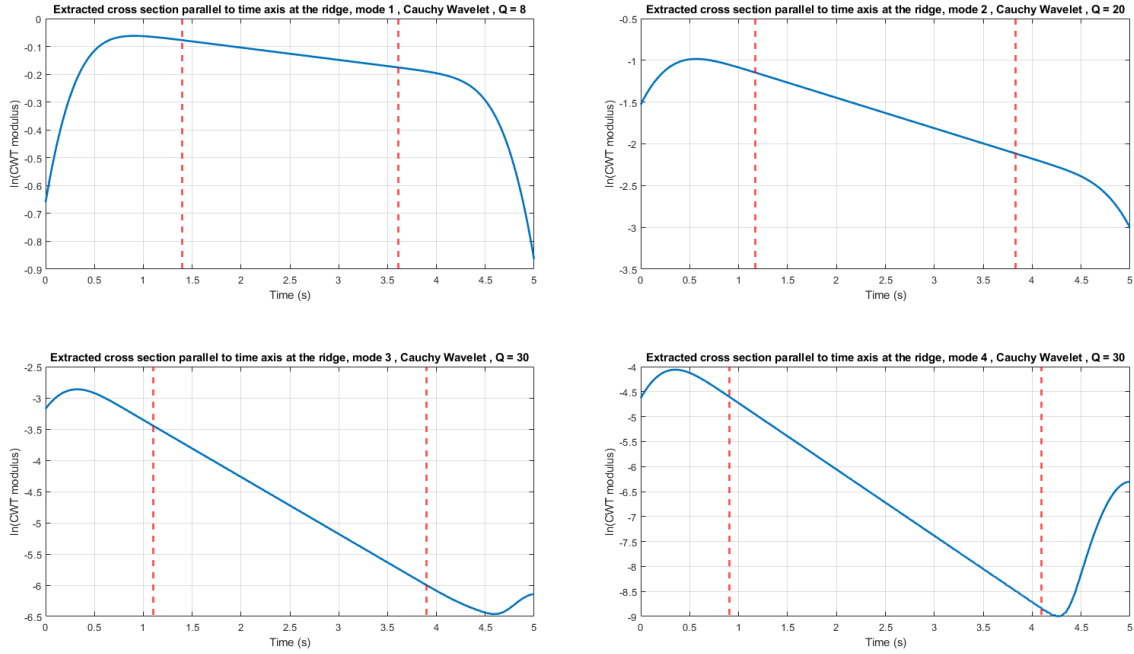 Extracted cross section parallel to time axis at the ridge, mode 1 , Cauchy Wavelet , Q = 8
0
-0.1
-0.2
-0.3
-0.4
-0.5
-0.6
-0.7
-0.8
-0.9
ln(CWT modulus)
0 0.5 1 1.5 2 2.5 3 3.5 4 4.5 5
Time (s)
Extracted cross section parallel to time axis at the ridge, mode 2 , Cauchy Wavelet , Q = 20
-0.5
-1
-1.5
-2
-2.5
-3
-3.5
ln(CWT modulus)
0 0.5 1 1.5 2 2.5 3 3.5 4 4.5 5
Time (s)
Extracted cross section parallel to time axis at the ridge, mode 3 , Cauchy Wavelet , Q = 30
-2.5
-3
-3.5
-4
-4.5
-5
-5.5
-6
-6.5
ln(CWT modulus)
0 0.5 1 1.5 2 2.5 3 3.5 4 4.5 5
Time (s)
Extracted cross section parallel to time axis at the ridge, mode 4 , Cauchy Wavelet , Q = 30
-4
-4.5
-5
-5.5
-6
-6.5
-7
-7.5
-8
-8.5
-9
ln(CWT modulus)
0 0.5 1 1.5 2 2.5 3 3.5 4 4.5 5
Time (s)